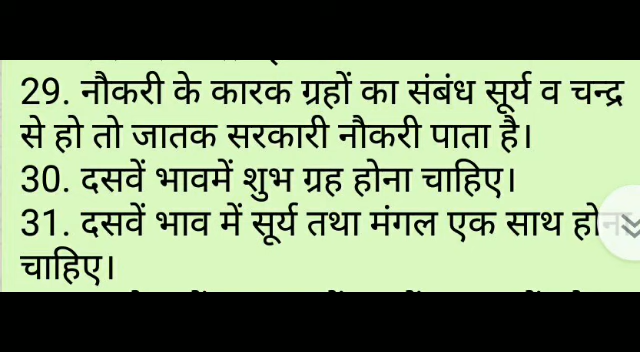 29. नौकरी के कारक ग्रहों का संबंध सूर्य व चन्द्र
से हो तो जातक सरकारी नौकरी पाता है।
30. दसवें भावमें शुभ ग्रह होना चाहिए।
31. दसवें भाव में सूर्य तथा मंगल एक साथ होना
चाहिए।